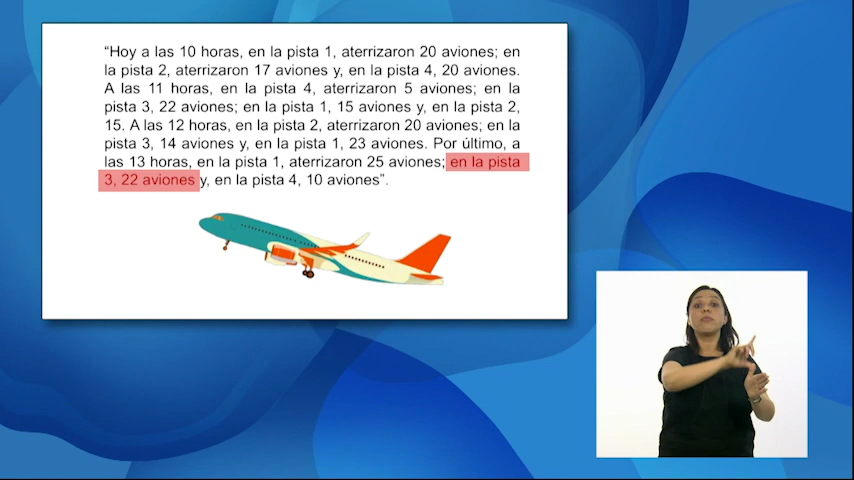 “Hoy a las 10 horas, en la pista 1, aterrizaron 20 aviones; en
la pista 2, aterrizaron 17 aviones y, en la pista 4, 20 aviones.
A las 11 horas, en la pista 4, aterrizaron 5 aviones; en la
pista 3, 22 aviones; en la pista 1, 15 aviones y, en la pista 2,
15. A las 12 horas, en la pista 2, aterrizaron 20 aviones; en la
pista 3, 14 aviones y, en la pista 1, 23 aviones. Por último, a
las 13 horas, en la pista 1, aterrizaron 25 aviones; en la pista
3, 22 aviones y, en la pista 4, 10 aviones”.